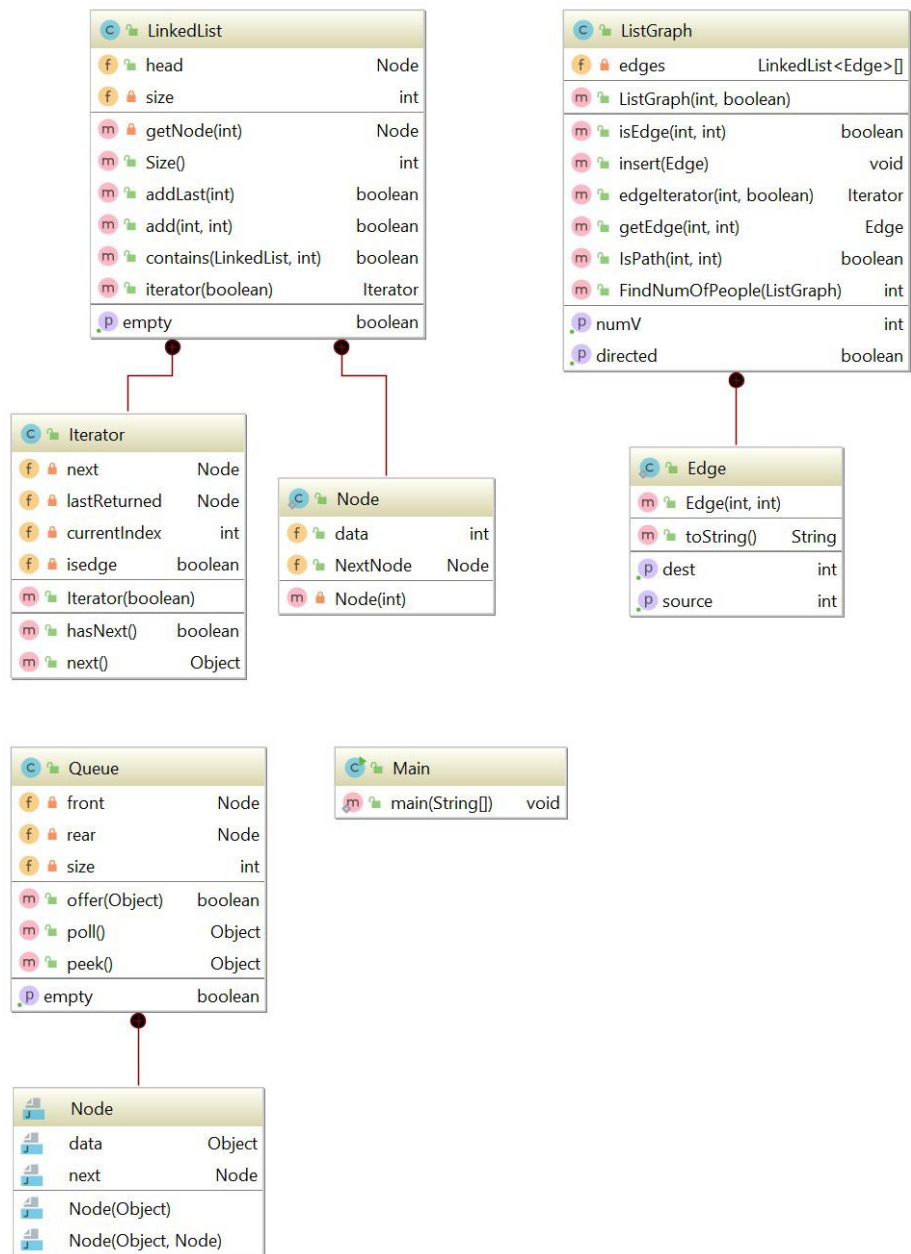 LinkedList
head Node
size int
getNode(int) Node
Size() int
addLast(int) boolean
add(int, int) boolean
contains(LinkedList, int) boolean
iterator(boolean) Iterator
empty boolean
ListGraph
edges LinkedList<Edge>[]
ListGraph(int, boolean)
isEdge(int, int) boolean
insert(Edge) void
edgeIterator(int, boolean) Iterator
getEdge(int, int) Edge
IsPath(int, int) boolean
FindNumOfPeople(ListGraph) int
numV int
directed boolean
Iterator
next Node
lastReturned Node
currentIndex int
isedge boolean
Iterator(boolean)
hasNext() boolean
next() Object
Node
data int
NextNode Node
Node(int)
Edge
Edge(int, int)
toString() String
dest int
source int
Queue
front Node
rear Node
size int
offer(Object) boolean
poll() Object
peek() Object
empty boolean
Main
main(String[]) void
Node
data Object
next Node
Node(Object)
Node(Object, Node)